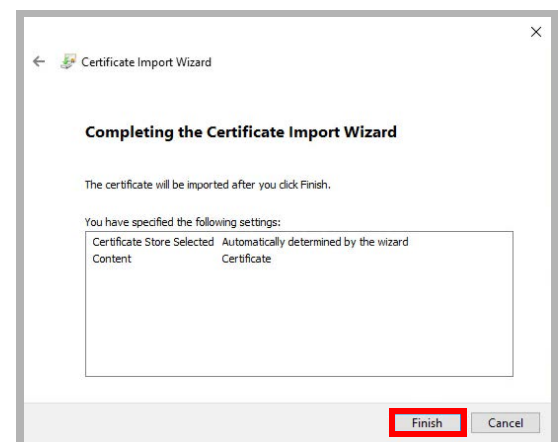 Certificate Import Wizard
Completing the Certificate Import Wizard
The certificate will be imported after you click Finish.
You have specified the following settings:
Certificate Store Selected Automatically determined by the wizard
Content Certificate
Finish Cancel